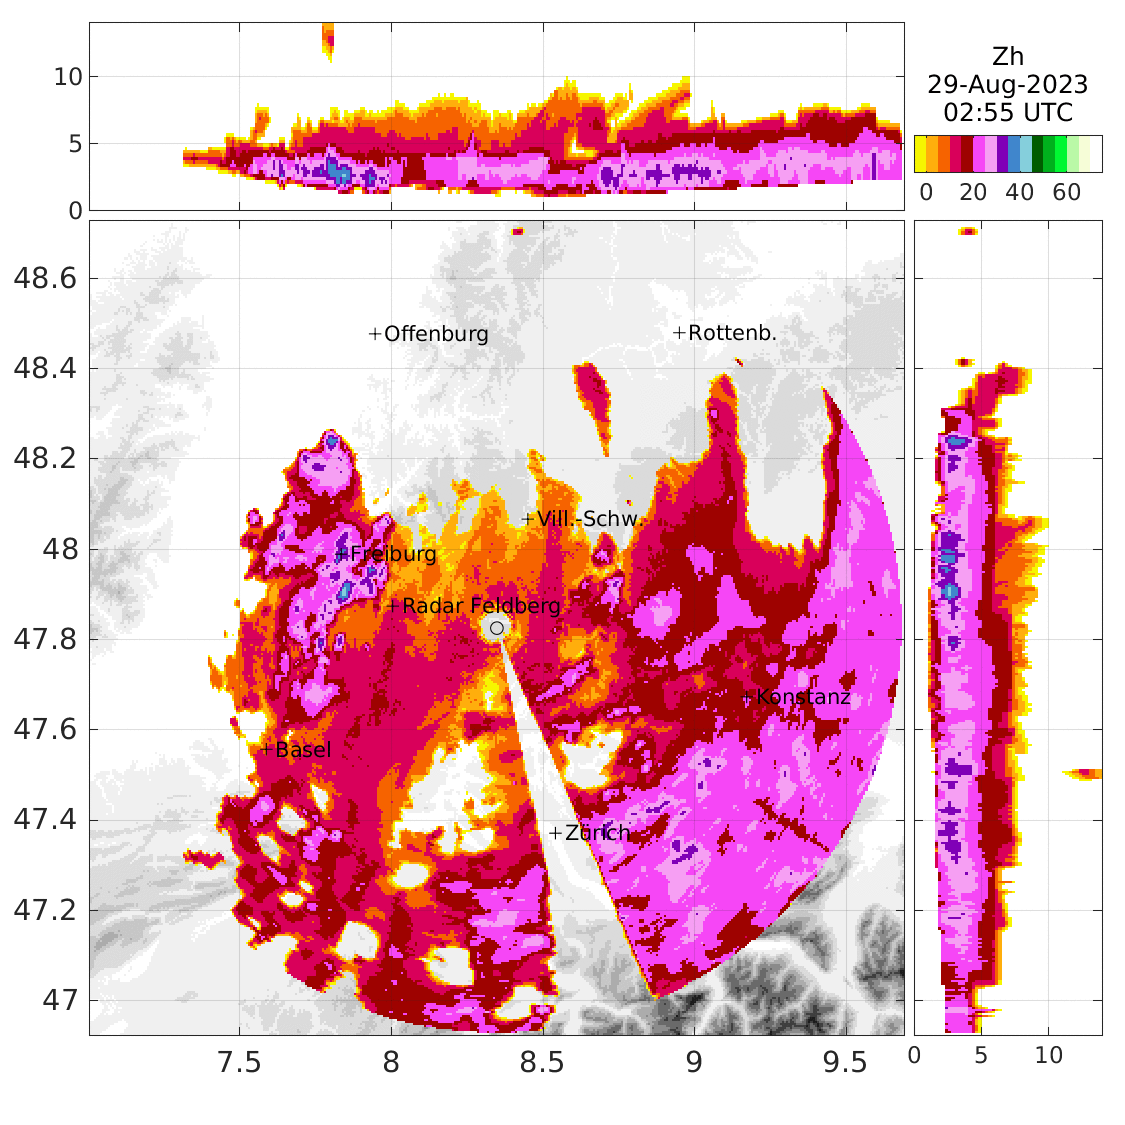 10
5
0
Zh
29-Aug-2023
02:55 UTC
0 20 40 60
48.6
48.4
48.2
48
47.8
47.6
47.4
47.2
47
+Offenburg
+Rottenb.
+Vill.-Schw.
+Freiburg
+Radar Feldberg
+Konstanz
+Basel
+Zürich
7.5 8 8.5 9 9.5
0 5 10